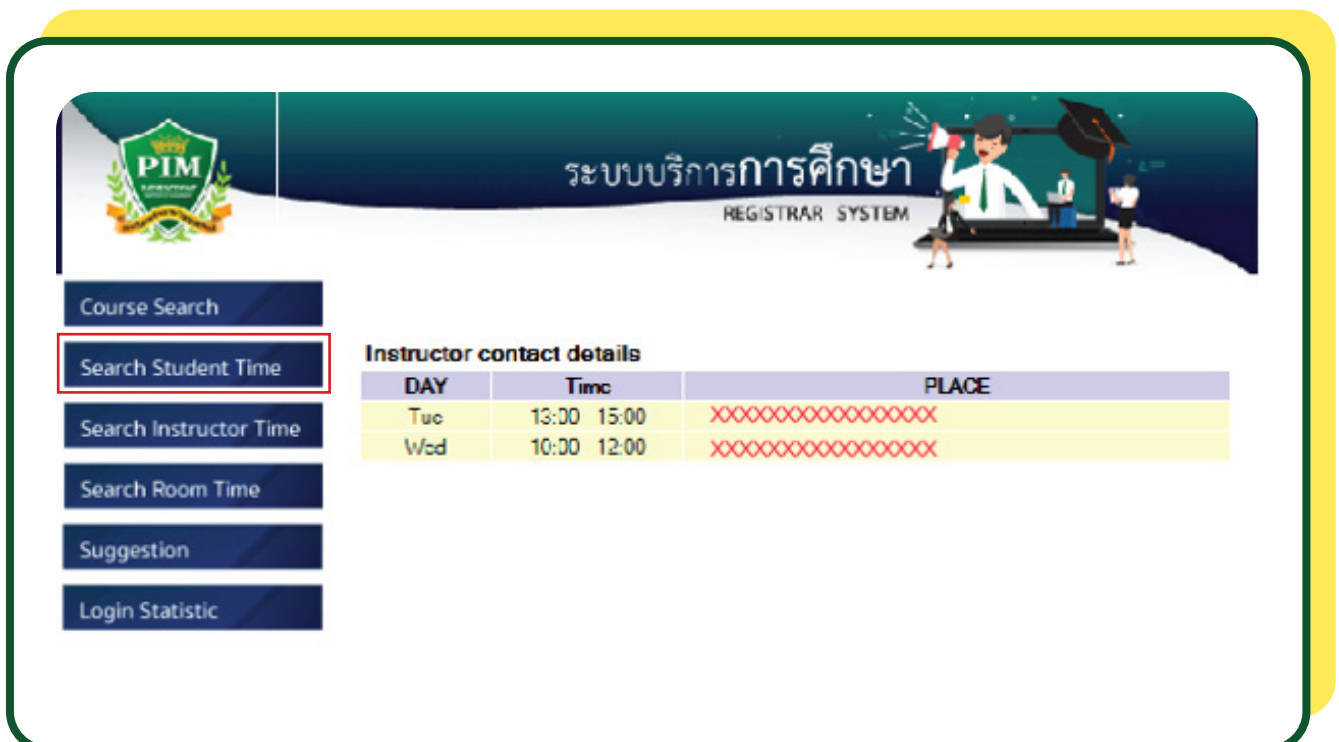 PIM
ระบบบริการการศึกษา
REGISTRAR SYSTEM
Course Search
Search Student Time
Search Instructor Time
Search Room Time
Suggestion
Login Statistic
Instructor contact details
DAY Time PLACE
Tue 13:00 15:00 XXXXXXXXXXXXXXXXX
Wed 10:00 12:00 XXXXXXXXXXXXXXXXX